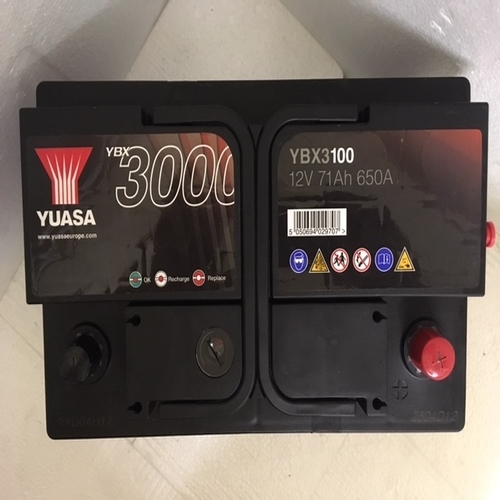 YBX
3000
YUASA
www.yuasaeurope.com
OK Recharge Replace
YBX3100
12V 71Ah 650A
5 050694 029707 >
+